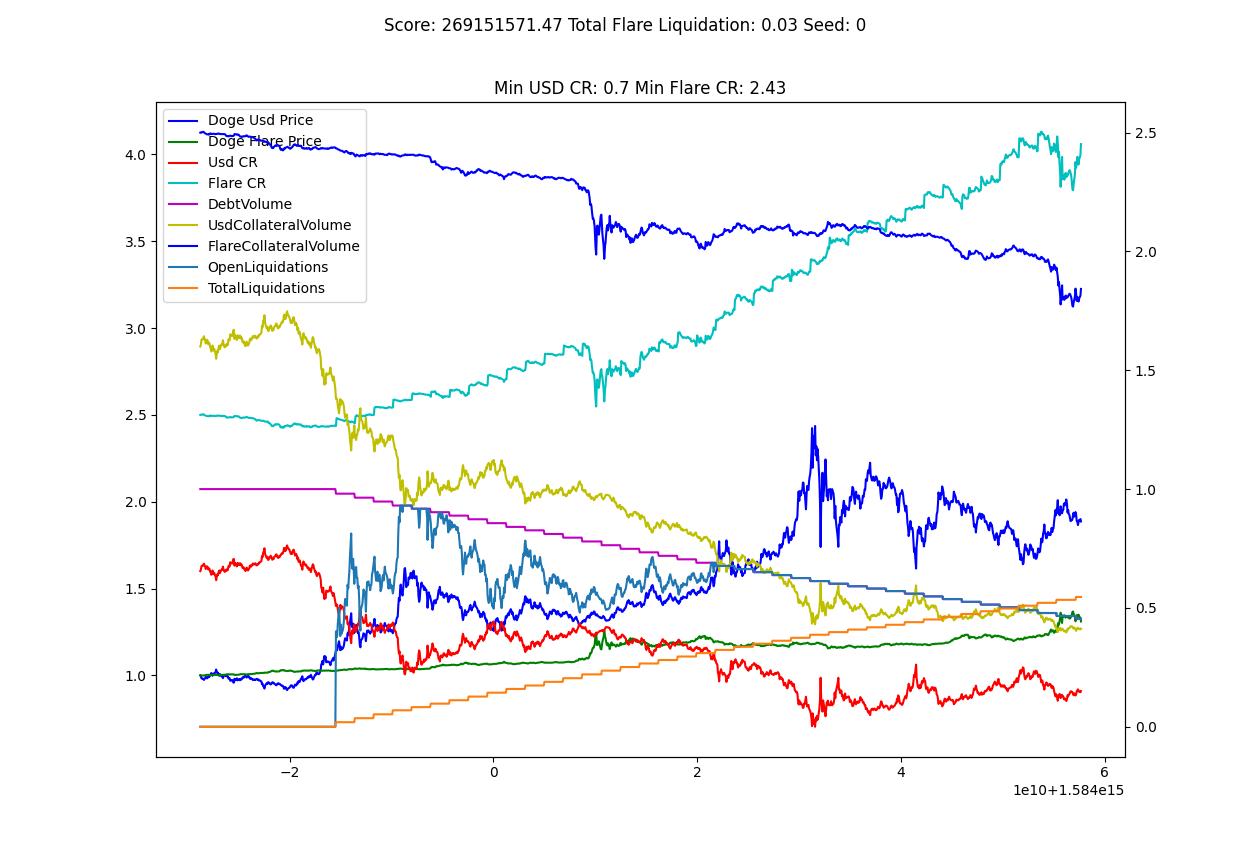 Score: 269151571.47 Total Flare Liquidation: 0.03 Seed: 0
Min USD CR: 0.7 Min Flare CR: 2.43
Doge Usd Price
Doge Flare Price
Usd CR
Flare CR
DebtVolume
UsdCollateralVolume
FlareCollateralVolume
OpenLiquidations
TotalLiquidations
4.0
3.5
3.0
2.5
2.0
1.5
1.0
2.5
2.0
1.5
1.0
0.5
0.0
−2 0 2 4 6
1e10+1.584e15